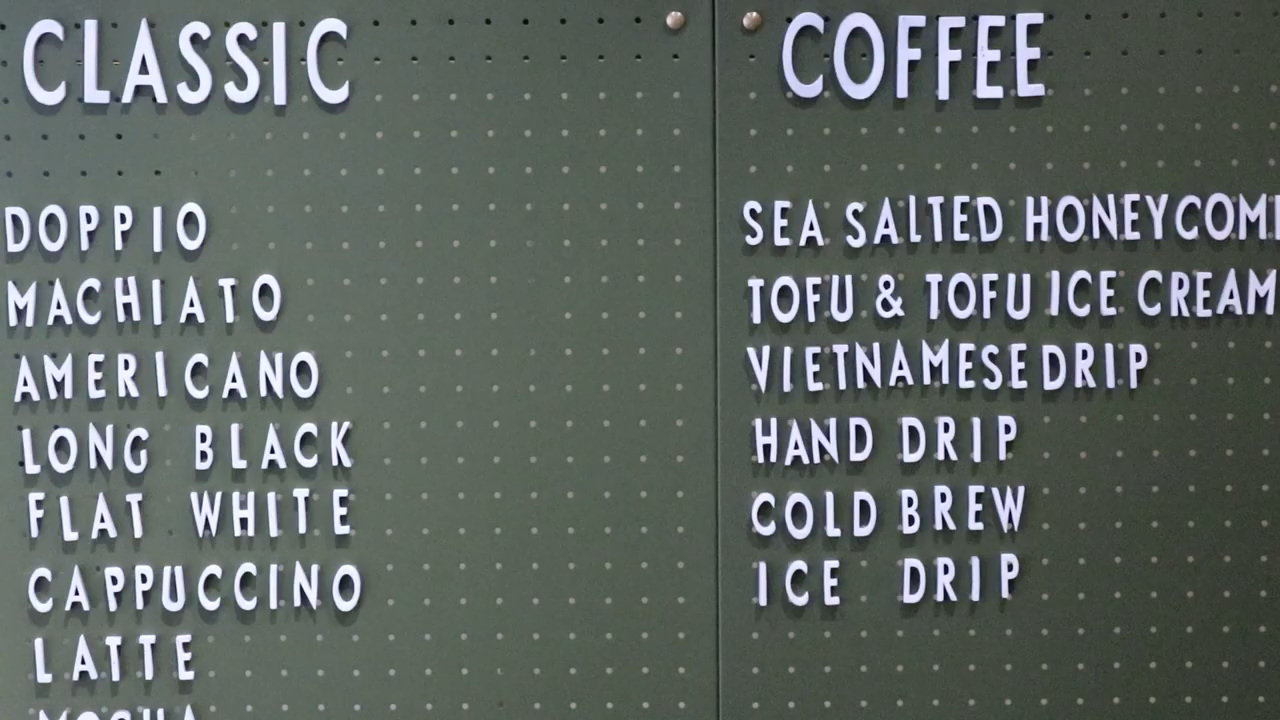 CLASSIC
DOPPIO
MACHIATO
AMERICANO
LONG BLACK
FLAT WHITE
CAPPUCCINO
LATTE
MOCHA
COFFEE
SEA SALTED
TOFU & TOFU ICE CREAM
VIETNAMESE DRIP
HAND DRIP
COLD BREW
ICE DRIP